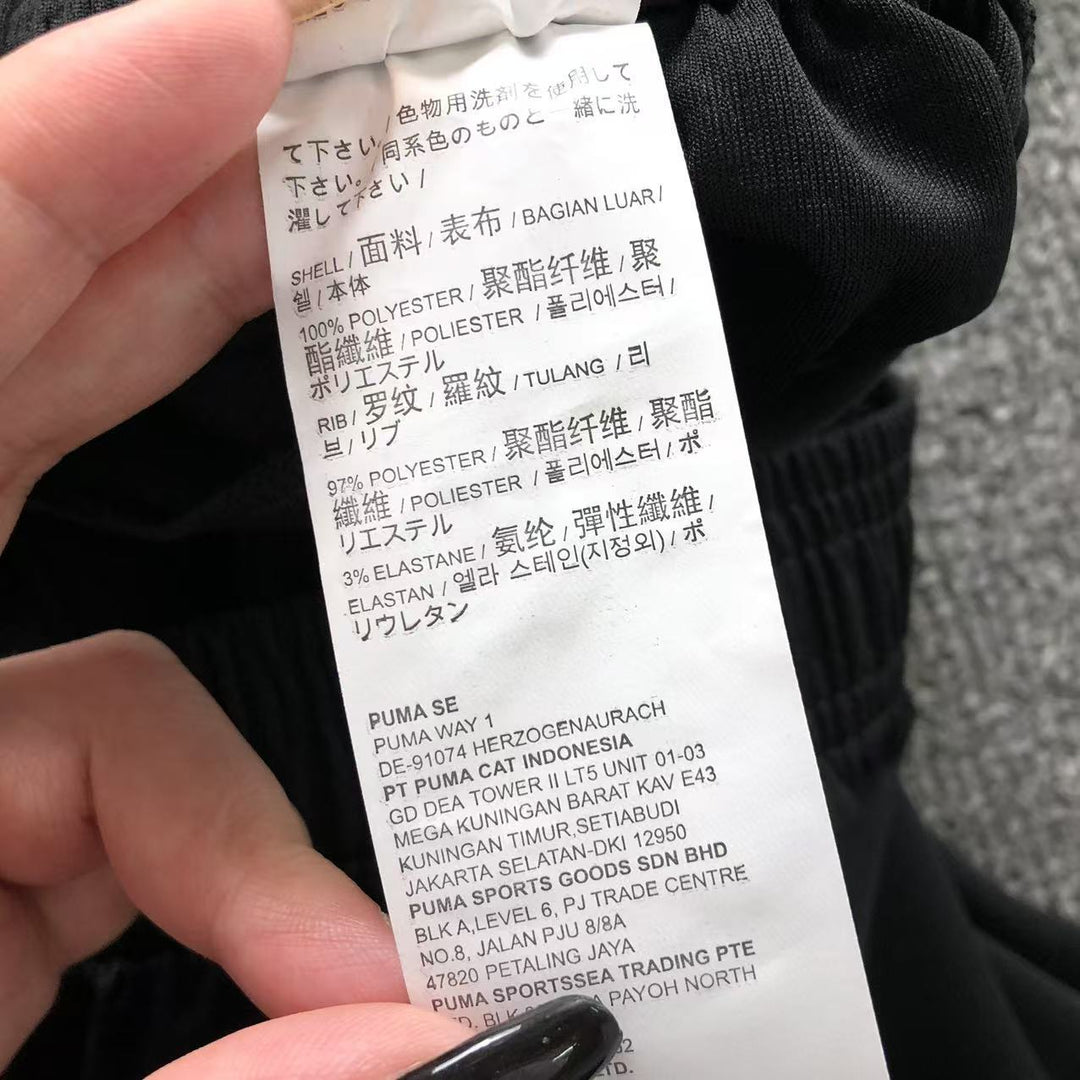 色物用洗剤を使用して
て下さい/同系色のものと一緒に洗
下さい。
濯して下さい/
SHELL/面料/表布/BAGIAN LUAR/
쉘/本体
100% POLYESTER/聚酯纤维/聚
酯纖維/POLIESTER/폴리에스터/
ポリエステル
RIB/罗纹/羅紋/TULANG/리
브/リブ
97% POLYESTER/聚酯纤维/聚酯
纖維/POLIESTER/폴리에스터/ポ
リエステル
3% ELASTANE/氨纶/彈性纖維/
ELASTAN/엘라 스테인(지정외)/ポ
リウレタン
PUMA SE
PUMA WAY 1
DE-91074 HERZOGENAURACH
PT PUMA CAT INDONESIA
GD DEA TOWER II LT5 UNIT 01-03
MEGA KUNINGAN BARAT KAV E43
KUNINGAN TIMUR,SETIABUDI
JAKARTA SELATAN-DKI 12950
PUMA SPORTS GOODS SDN BHD
BLK A,LEVEL 6, PJ TRADE CENTRE
NO.8, JALAN PJU 8/8A
47820 PETALING JAYA
PUMA SPORTSSEA TRADING PTE
BLK PAYOH NORTH
LTD.